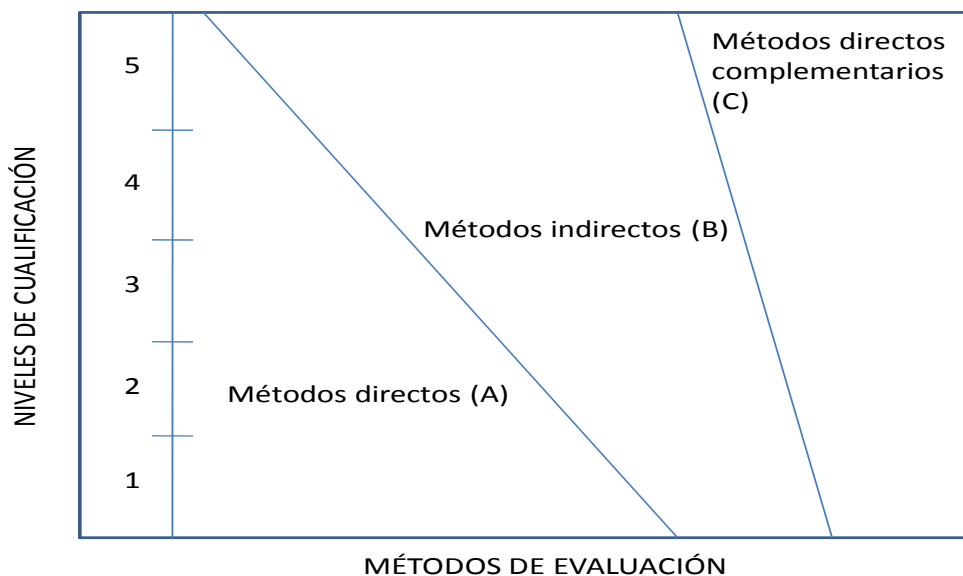 NIVELES DE CUALIFICACIÓN
5
4
3
2
1
Métodos directos
complementarios
(C)
Métodos indirectos (B)
Métodos directos (A)
MÉTODOS DE EVALUACIÓN